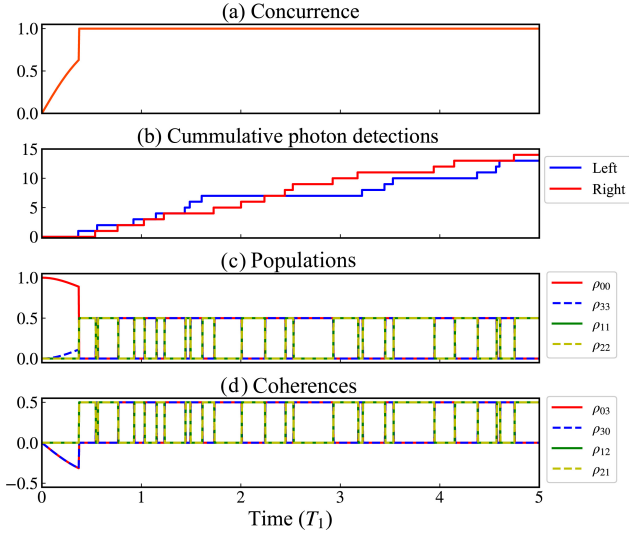 (a) Concurrence
1.0
0.5
0.0
(b) Cummulative photon detections
15
10
5
0
Left
Right
(c) Populations
1.0
0.5
0.0
ρ₀₀
ρ₃₃
ρ₁₁
ρ₂₂
(d) Coherences
0.5
0.0
−0.5
ρ₀₃
ρ₃₀
ρ₁₂
ρ₂₁
0 1 2 3 4 5
Time (T₁)